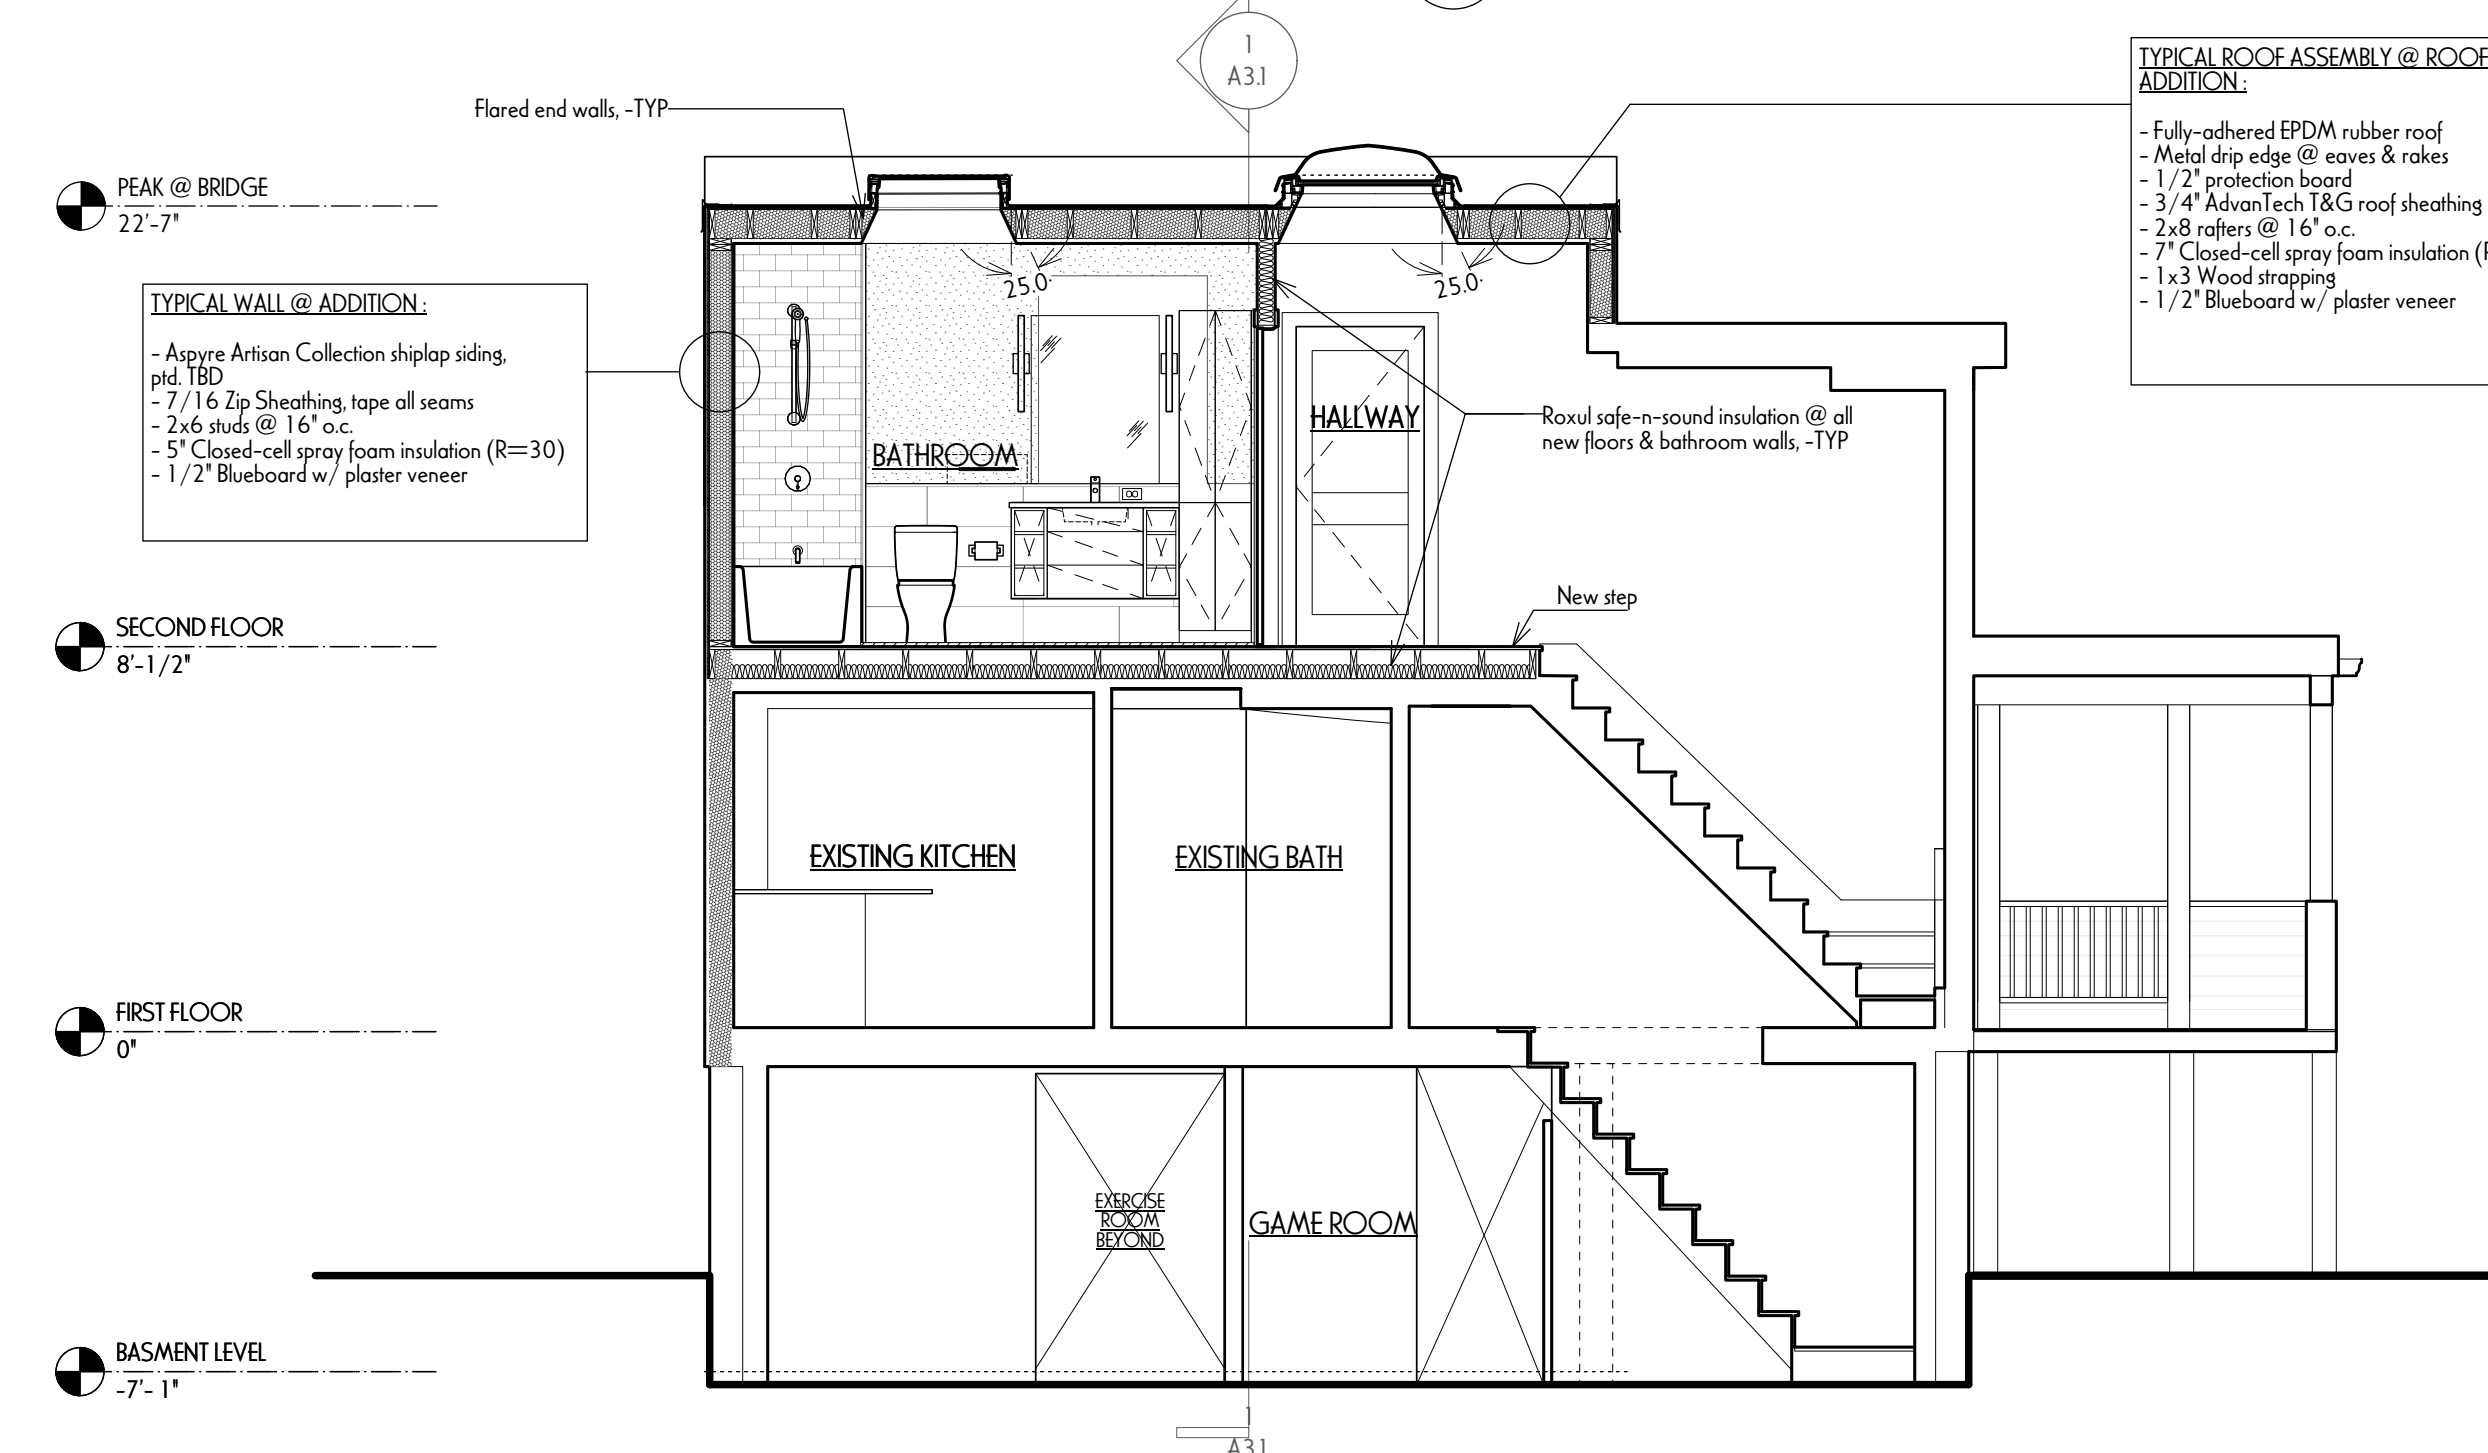 1
A3.1
Flared end walls, -TYP
TYPICAL ROOF ASSEMBLY @ ROOF
ADDITION :
- Fully-adhered EPDM rubber roof
- Metal drip edge @ eaves & rakes
- 1/2" protection board
- 3/4" AdvanTech T&G roof sheathing
- 2x8 rafters @ 16" o.c.
- 7" Closed-cell spray foam insulation (
- 1x3 Wood strapping
- 1/2" Blueboard w/ plaster veneer
PEAK @ BRIDGE
22'-7"
TYPICAL WALL @ ADDITION :
- Aspyre Artisan Collection shiplap siding,
ptd. TBD
- 7/16 Zip Sheathing, tape all seams
- 2x6 studs @ 16" o.c.
- 5" Closed-cell spray foam insulation (R=30)
- 1/2" Blueboard w/ plaster veneer
25.0
25.0
BATHROOM
HALLWAY
Roxul safe-n-sound insulation @ all
new floors & bathroom walls, -TYP
New step
SECOND FLOOR
8'-1/2"
EXISTING KITCHEN
EXISTING BATH
FIRST FLOOR
0"
EXERCISE
ROOM
BEYOND
GAME ROOM
BASMENT LEVEL
-7'- 1"
1
A3.1